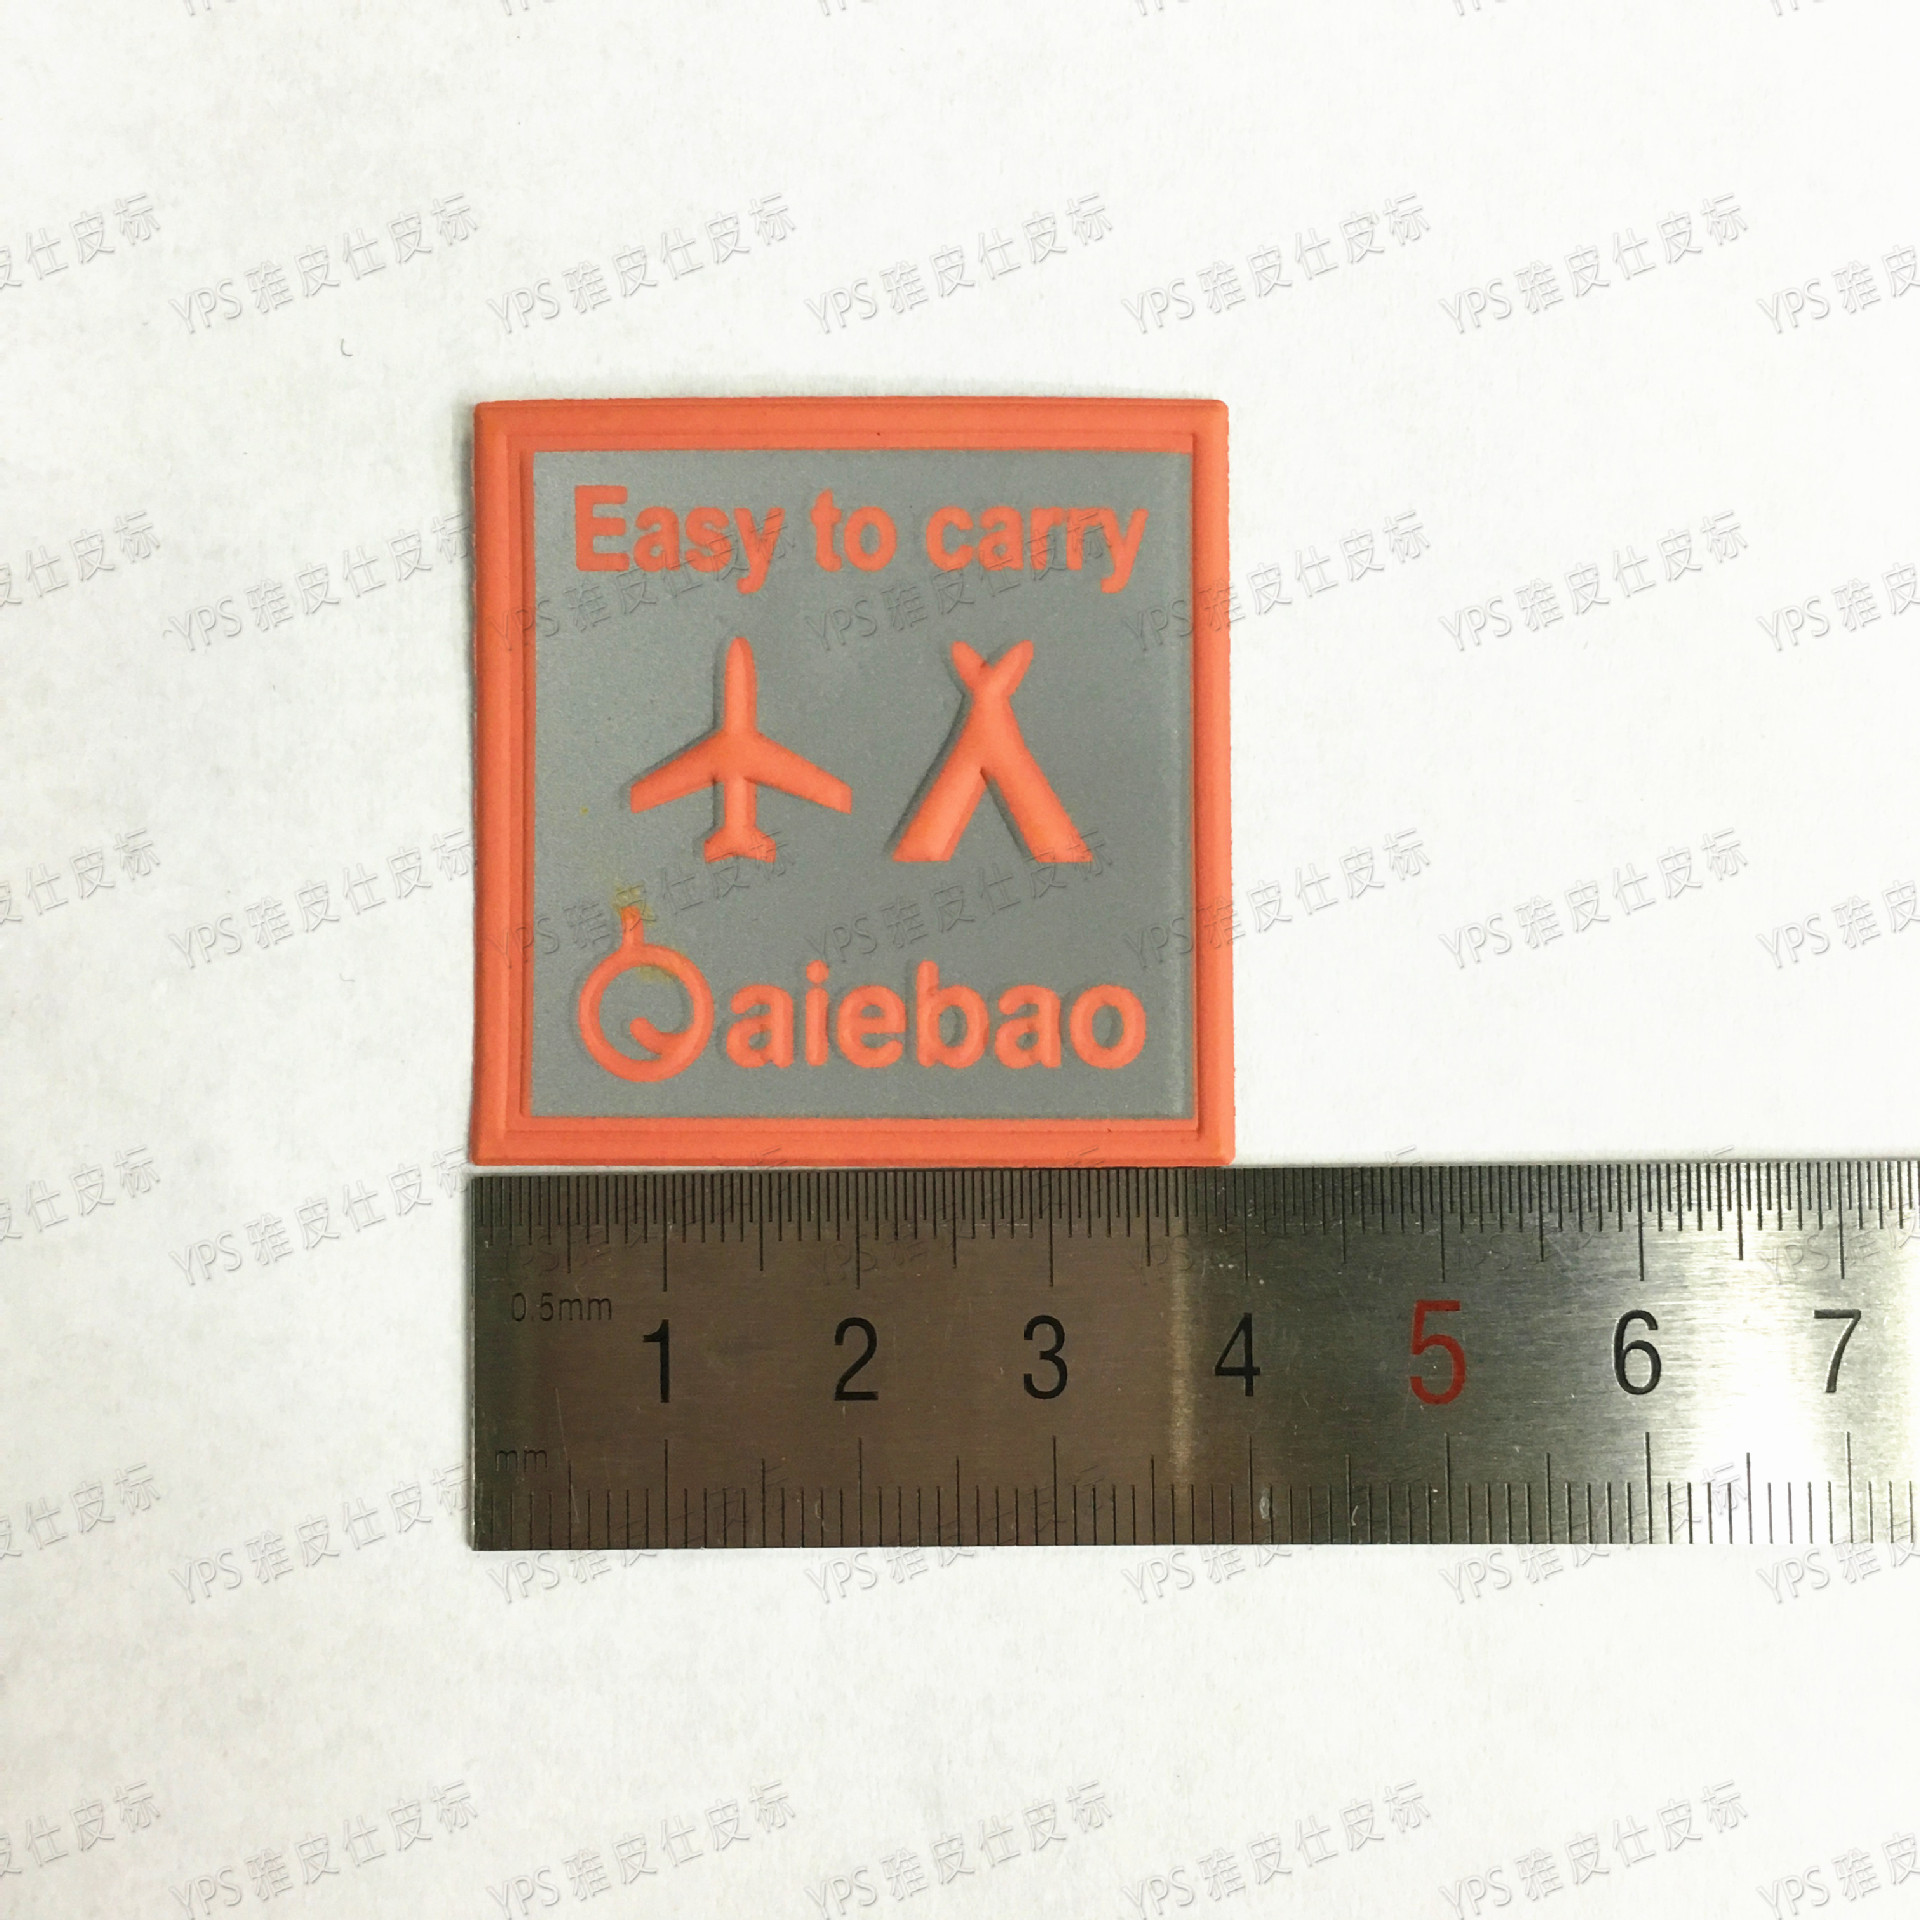 Easy to carry
Qaiebao
0.5mm
1 2 3 4 5 6 7
mm
YPS 雅皮仕皮标